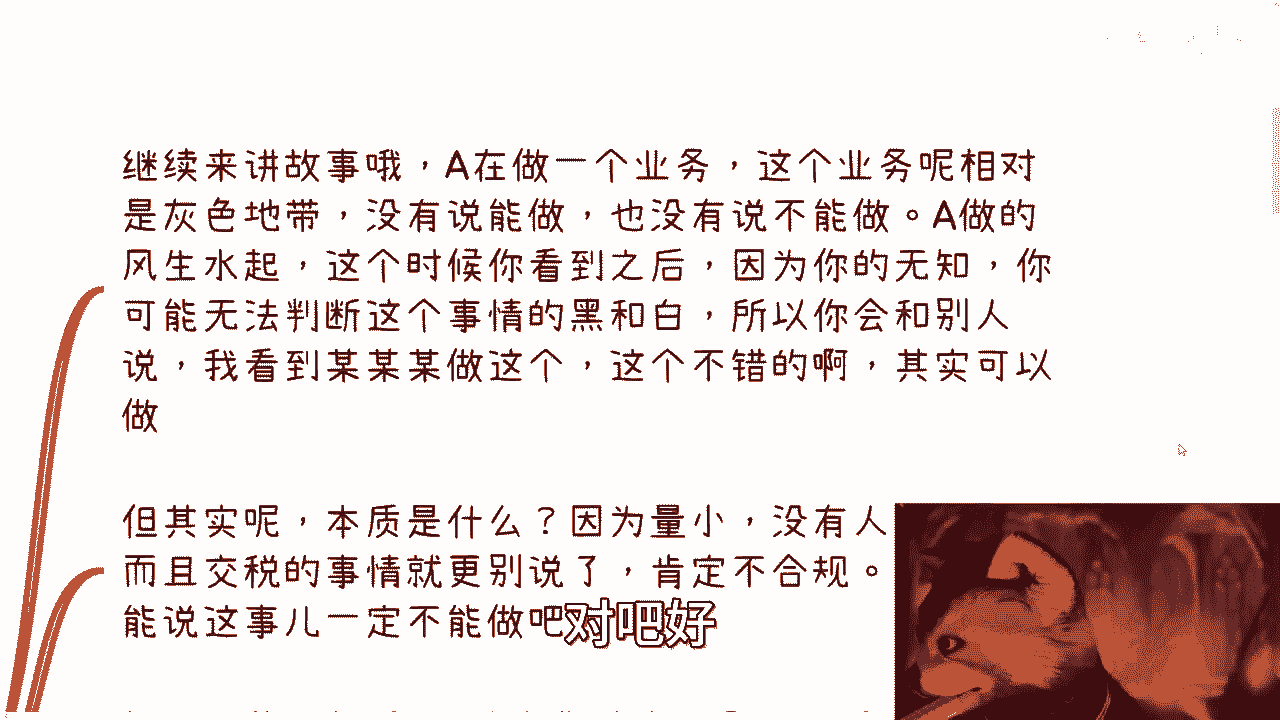 继续来讲故事哦，A在做一个业务，这个业务呢相对
是灰色地带，没有说能做，也没有说不能做。A做的
风生水起，这个时候你看到之后，因为你的无知，你
可能无法判断这个事情的黑和白，所以你会和别人
说，我看到某某某做这个，这个不错的啊，其实可以
做
但其实呢，本质是什么？因为量小，没有人
而且交税的事情就更别说了，肯定不合规。
能说这事儿一定不能做吧
对吧好